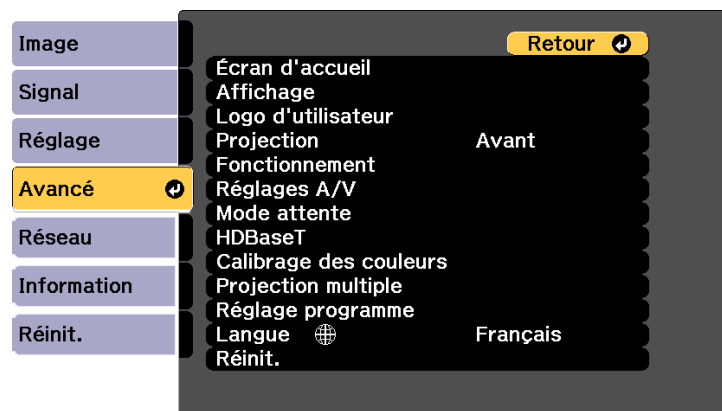 Image
Signal
Réglage
Avancé
Réseau
Information
Réinit.
Retour
Écran d'accueil
Affichage
Logo d'utilisateur
Projection Avant
Fonctionnement
Réglages A/V
Mode attente
HDBaseT
Calibrage des couleurs
Projection multiple
Réglage programme
Langue Français
Réinit.